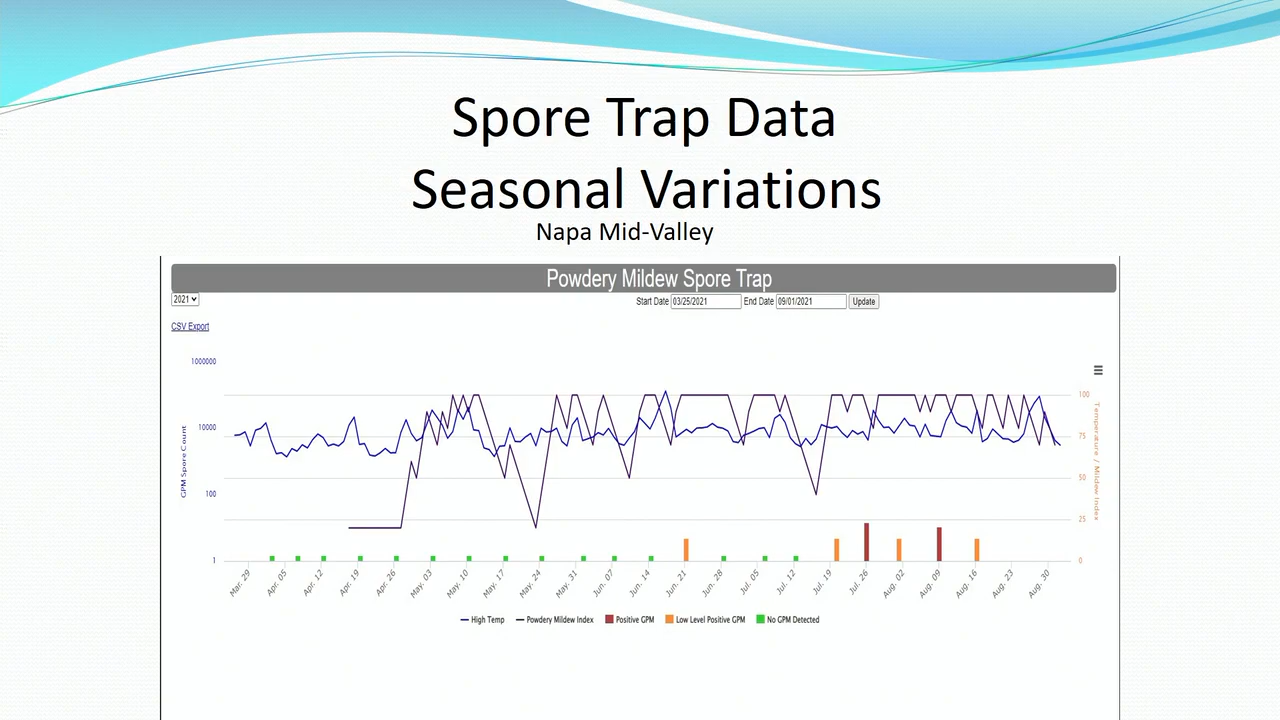 Spore Trap Data
Seasonal Variations
Napa Mid-Valley
Powdery Mildew Spore Trap
2021
Start Date 03/25/2021 End Date 09/01/2021 Update
CSV Export
1000000
10000
100
1
GPM Spore Count
100
75
50
25
0
Temperature / Mildew Index
Mar. 29 Apr. 05 Apr. 12 Apr. 19 Apr. 26 May. 03 May. 10 May. 17 May. 24 May. 31 Jun. 07 Jun. 14 Jun. 21 Jun. 28 Jul. 05 Jul. 12 Jul. 19 Jul. 26 Aug. 02 Aug. 09 Aug. 16 Aug. 23 Aug. 30
High Temp Powdery Mildew Index Positive GPM Low Level Positive GPM No GPM Detected